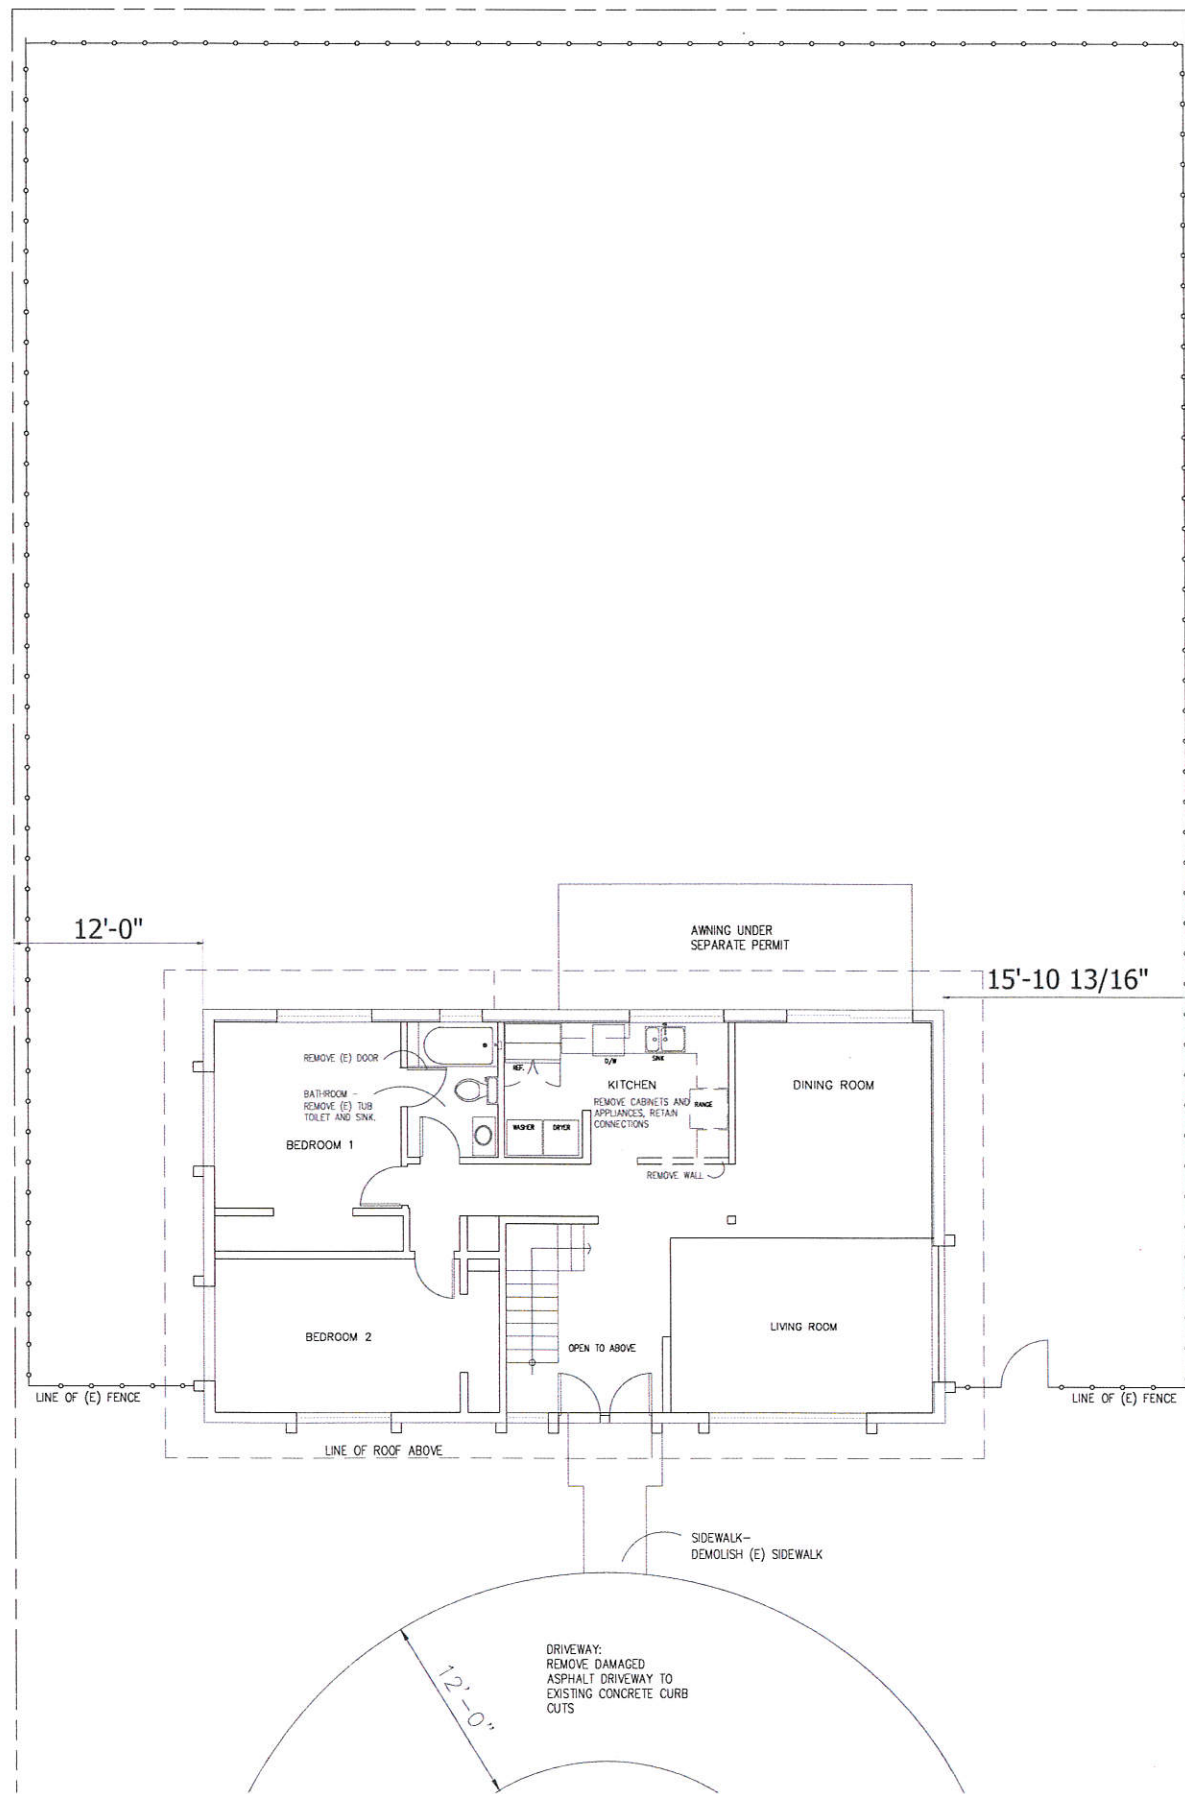 12'-0"
AWNING UNDER
SEPARATE PERMIT
15'-10 13/16"
REMOVE (E) DOOR
BATHROOM -
REMOVE (E) TUB
TOILET AND SINK.
BEDROOM 1
REF.
D/W
SINK
KITCHEN
REMOVE CABINETS AND
APPLIANCES, RETAIN
CONNECTIONS
RANGE
WASHER
DRYER
REMOVE WALL
DINING ROOM
BEDROOM 2
OPEN TO ABOVE
LIVING ROOM
LINE OF (E) FENCE
LINE OF (E) FENCE
LINE OF ROOF ABOVE
SIDEWALK-
DEMOLISH (E) SIDEWALK
DRIVEWAY:
REMOVE DAMAGED
ASPHALT DRIVEWAY TO
EXISTING CONCRETE CURB
CUTS
12'-0"